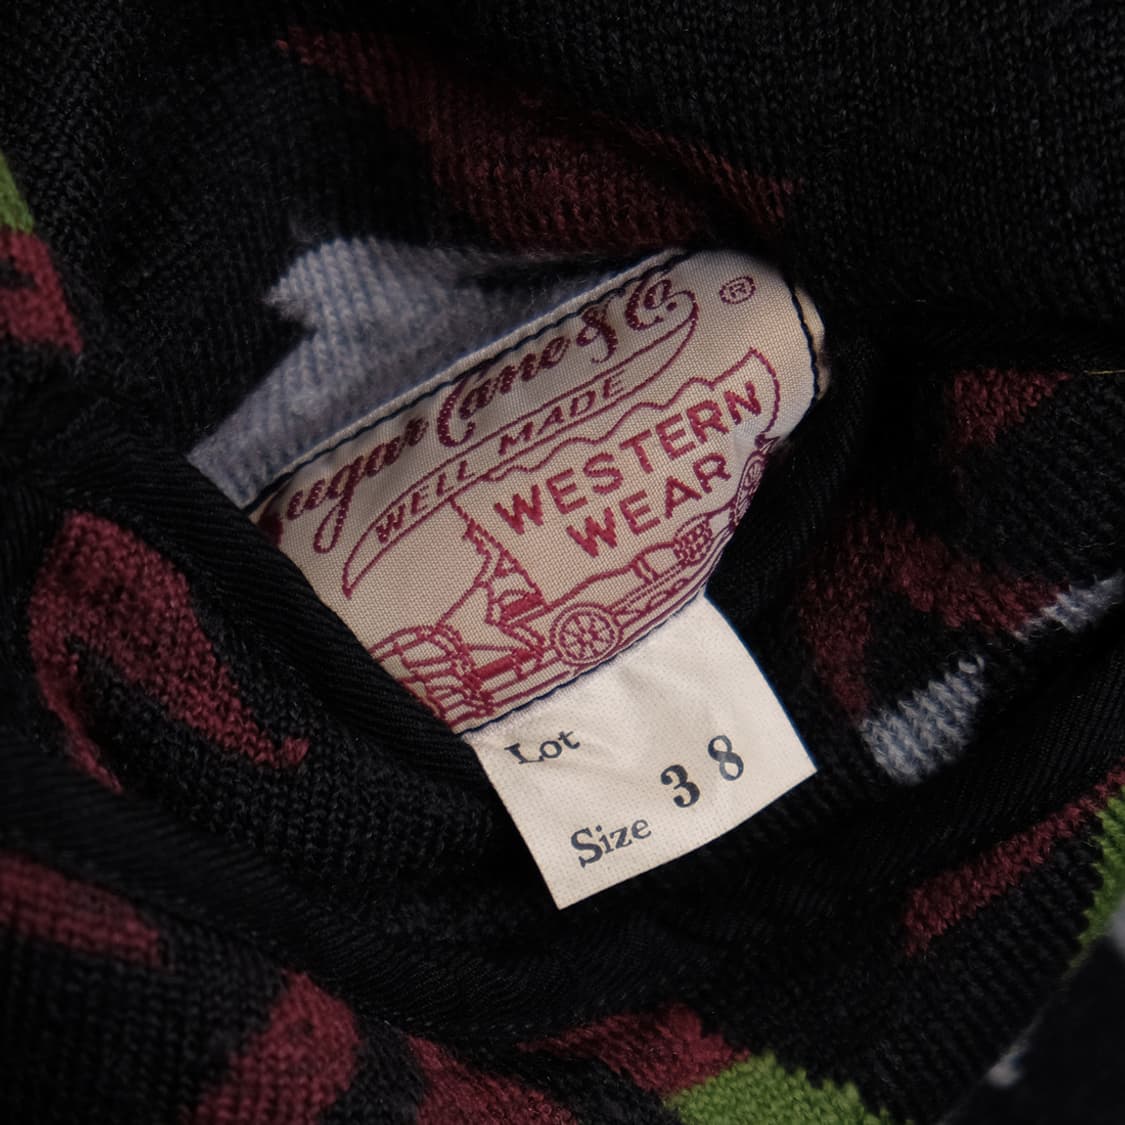 Sugar Cane & Co.
®
WELL MADE
WESTERN
WEAR
Lot
38
Size